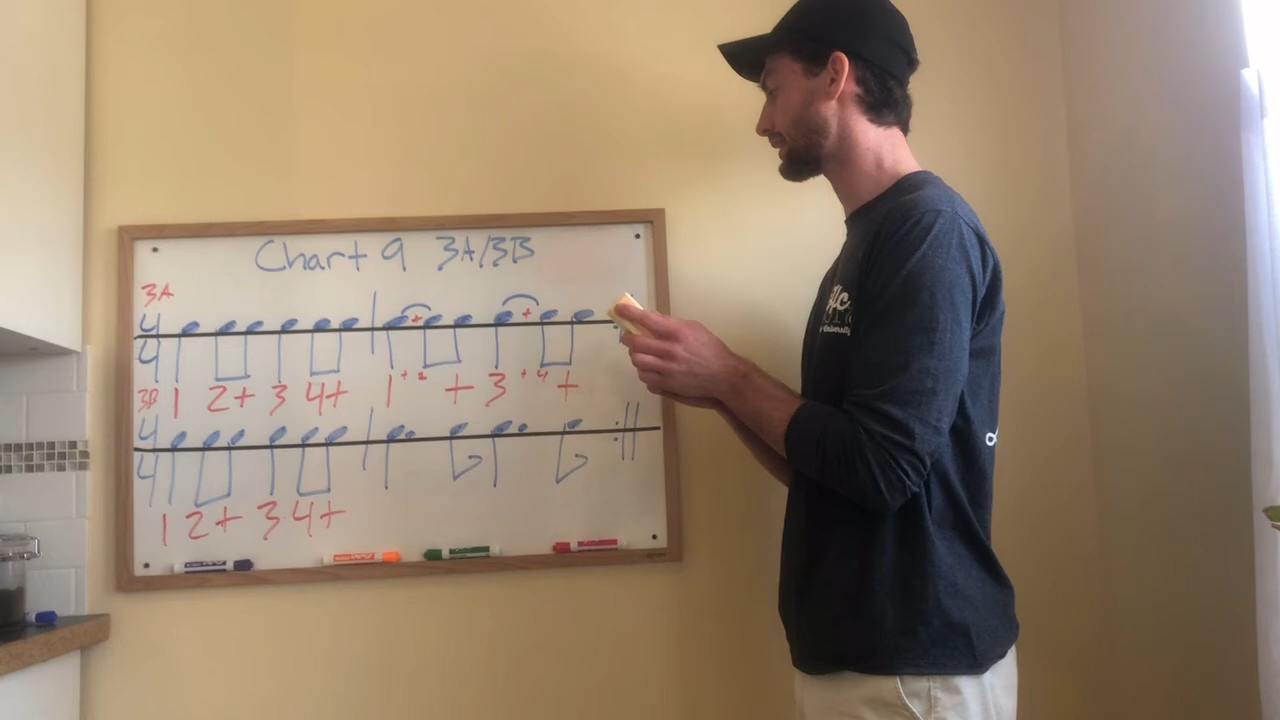 Chart 9 3A/3B
3A
4
4
1 2+ 3 4+ 1 + 2 + 3 + 4 +
3B
4
4
1 2+ 3 4+